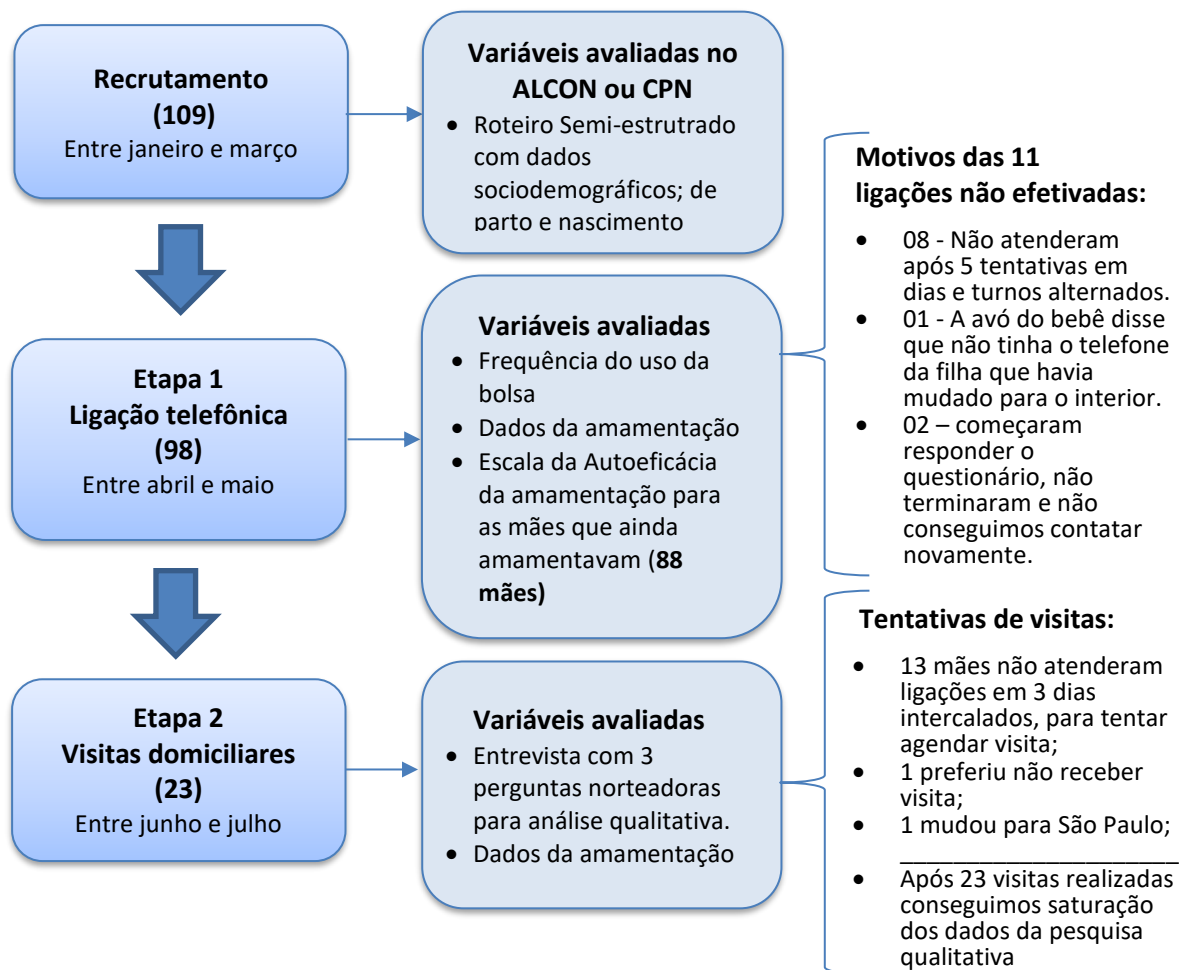 Recrutamento
(109)
Entre janeiro e março
Variáveis avaliadas no
ALCON ou CPN
• Roteiro Semi-estrutrado
com dados
sociodemográficos; de
parto e nascimento
Etapa 1
Ligação telefônica
(98)
Entre abril e maio
Variáveis avaliadas
• Frequência do uso da
bolsa
• Dados da amamentação
• Escala da Autoeficácia
da amamentação para
as mães que ainda
amamentavam (88
mães)
Motivos das 11
ligações não efetivadas:
• 08 - Não atenderam
após 5 tentativas em
dias e turnos alternados.
• 01 - A avó do bebê disse
que não tinha o telefone
da filha que havia
mudado para o interior.
• 02 – começaram
responder o
questionário, não
terminaram e não
conseguimos contatar
novamente.
Etapa 2
Visitas domiciliares
(23)
Entre junho e julho
Variáveis avaliadas
• Entrevista com 3
perguntas norteadoras
para análise qualitativa.
• Dados da amamentação
Tentativas de visitas:
• 13 mães não atenderam
ligações em 3 dias
intercalados, para tentar
agendar visita;
• 1 preferiu não receber
visita;
• 1 mudou para São Paulo;
______________________
• Após 23 visitas realizadas
conseguimos saturação
dos dados da pesquisa
qualitativa